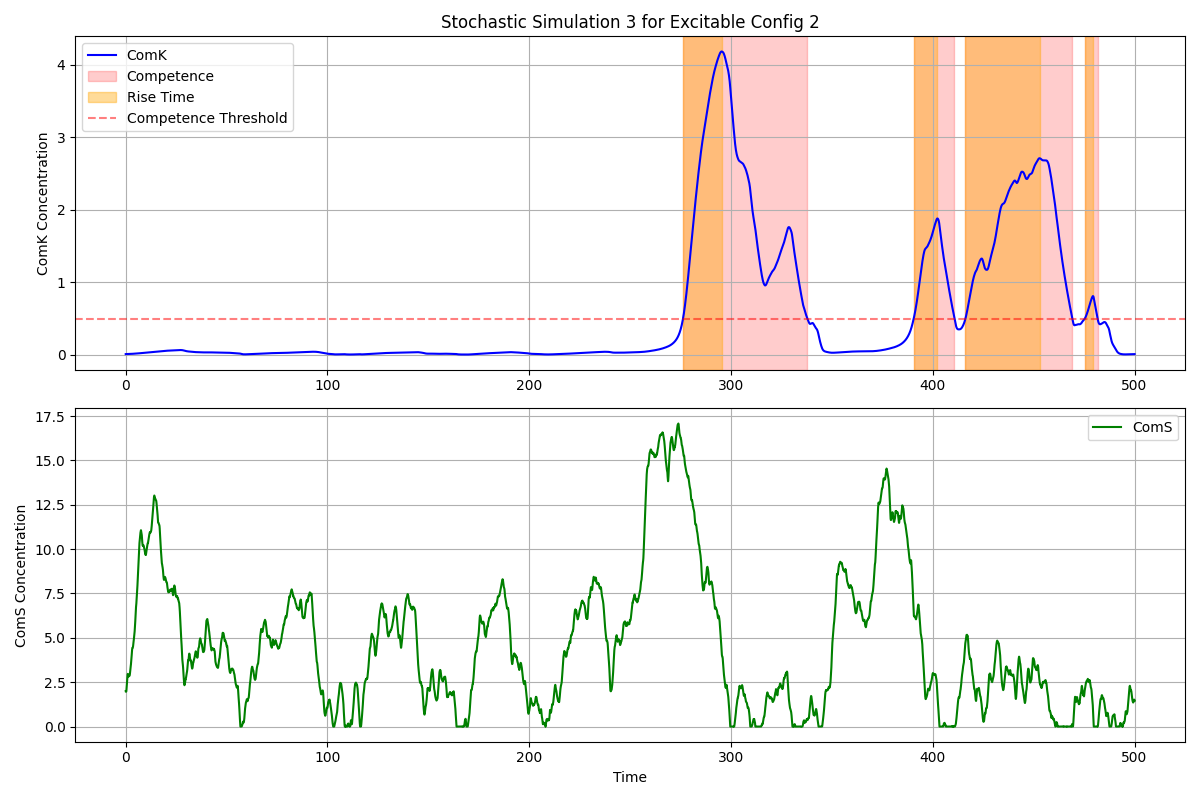 Stochastic Simulation 3 for Excitable Config 2
ComK Concentration
4
3
2
1
0
ComK
Competence
Rise Time
Competence Threshold
0 100 200 300 400 500
ComS Concentration
17.5
15.0
12.5
10.0
7.5
5.0
2.5
0.0
ComS
0 100 200 300 400 500
Time